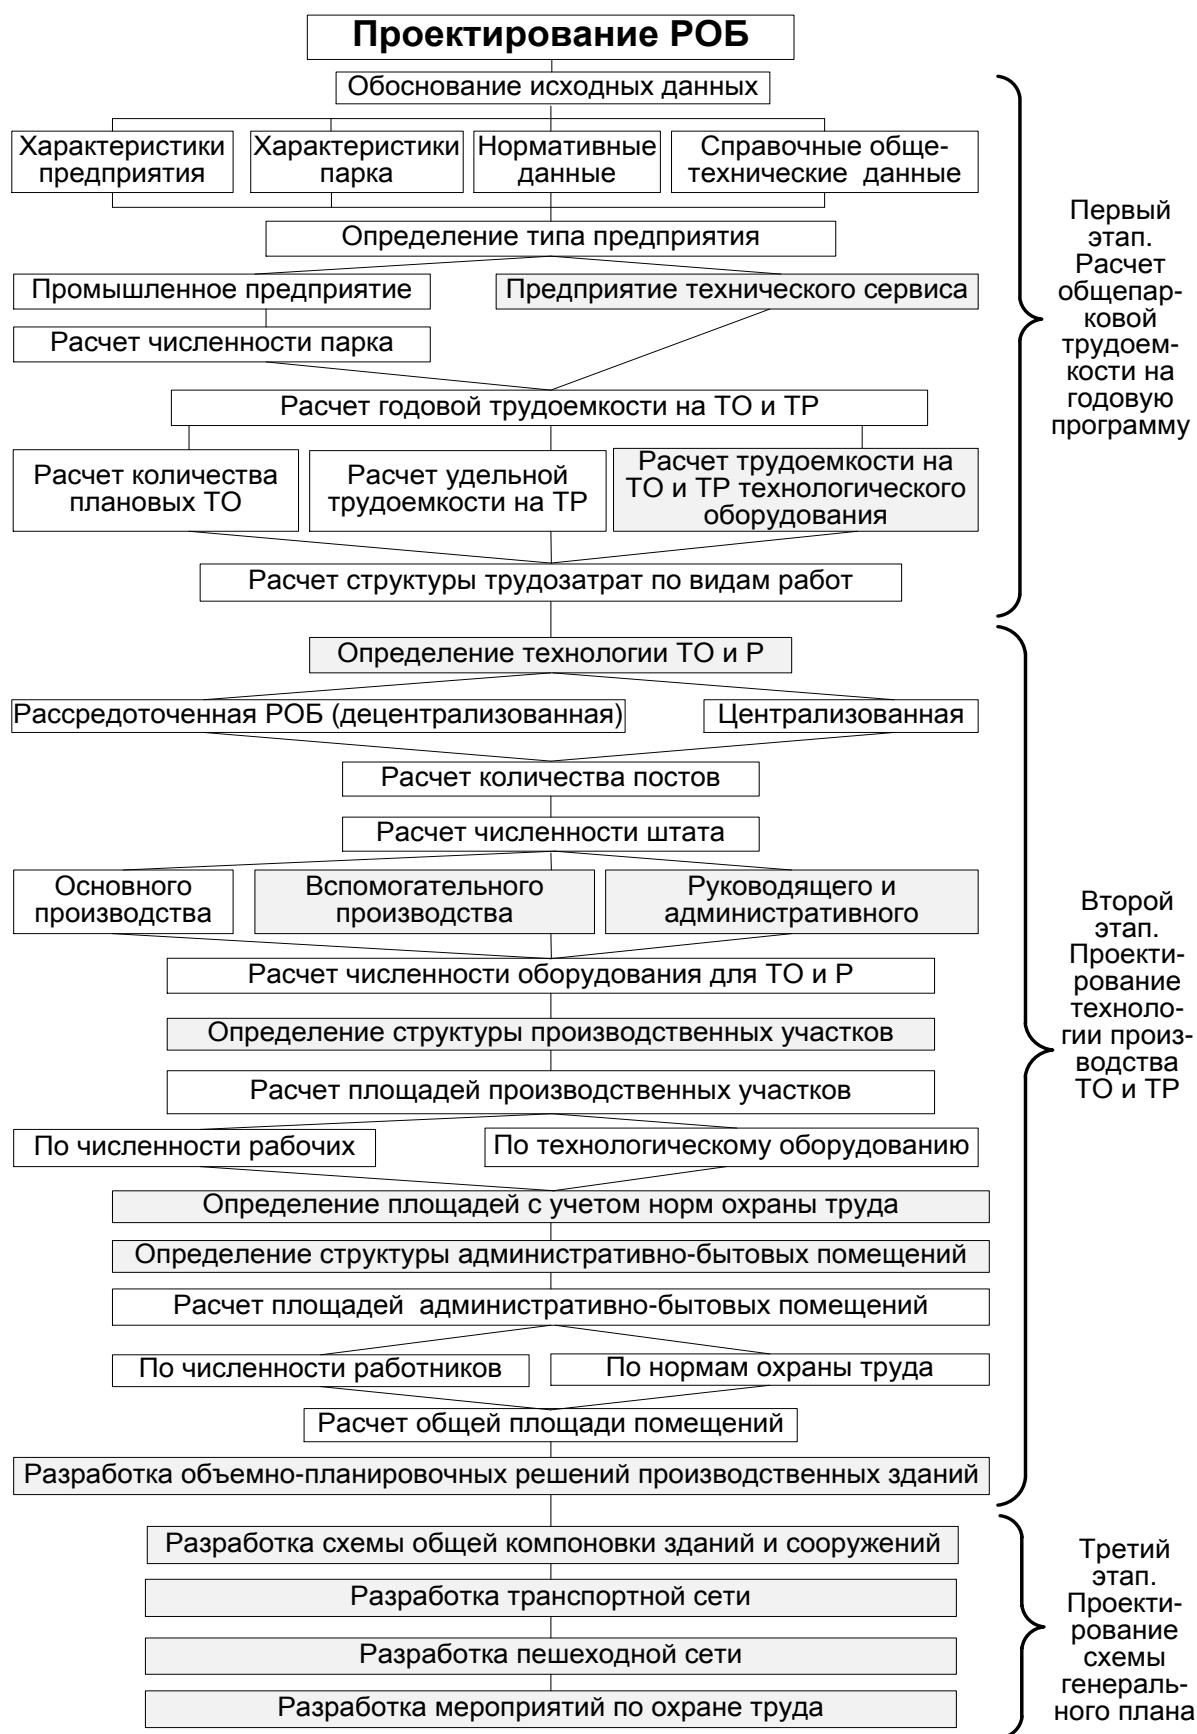 Проектирование РОБ
Обоснование исходных данных
Характеристики
предприятия
Характеристики
парка
Нормативные
данные
Справочные обще-
технические данные
Определение типа предприятия
Промышленное предприятие
Предприятие технического сервиса
Расчет численности парка
Расчет годовой трудоемкости на ТО и ТР
Расчет количества
плановых ТО
Расчет удельной
трудоемкости на ТР
Расчет трудоемкости на
ТО и ТР технологического
оборудования
Расчет структуры трудозатрат по видам работ
Первый
этап.
Расчет
общепар-
ковой
трудоем-
кости на
годовую
программу
Определение технологии ТО и Р
Рассредоточенная РОБ (децентрализованная)
Централизованная
Расчет количества постов
Расчет численности штата
Основного
производства
Вспомогательного
производства
Руководящего и
административного
Расчет численности оборудования для ТО и Р
Определение структуры производственных участков
Расчет площадей производственных участков
По численности рабочих
По технологическому оборудованию
Определение площадей с учетом норм охраны труда
Определение структуры административно-бытовых помещений
Расчет площадей административно-бытовых помещений
По численности работников
По нормам охраны труда
Расчет общей площади помещений
Разработка объемно-планировочных решений производственных зданий
Второй
этап.
Проекти-
рование
техноло-
гии произ-
водства
ТО и ТР
Разработка схемы общей компоновки зданий и сооружений
Разработка транспортной сети
Разработка пешеходной сети
Разработка мероприятий по охране труда
Третий
этап.
Проекти-
рование
схемы
генераль-
ного плана